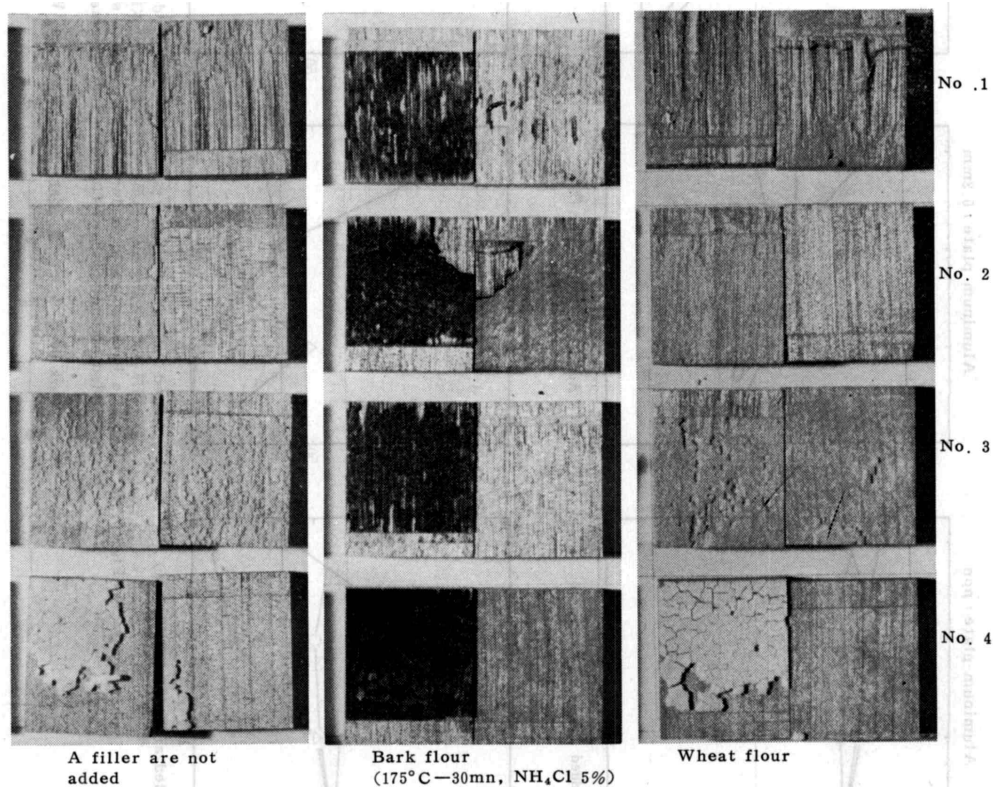 No .1
No. 2
No. 3
No. 4
A filler are not
added
Bark flour
(175°C—30mn, NH₄Cl 5%)
Wheat flour